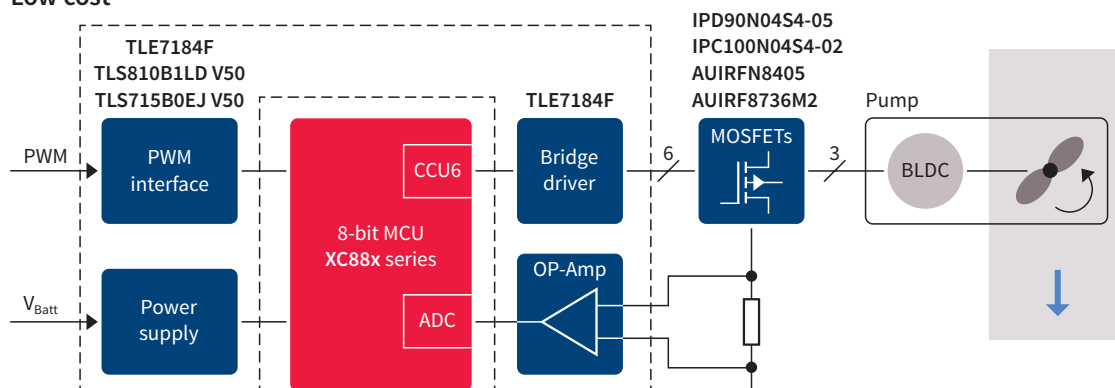 Low cost
TLE7184F
TLS810B1LD V50
TLS715B0EJ V50
TLE7184F
IPD90N04S4-05
IPC100N04S4-02
AUIRFN8405
AUIRF8736M2
Pump
PWM
PWM
interface
CCU6
Bridge
driver
6
MOSFETs
3
BLDC
8-bit MCU
XC88x series
OP-Amp
VBatt
Power
supply
ADC